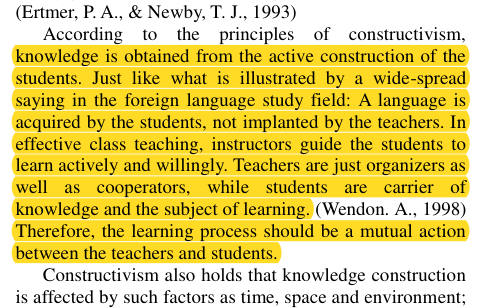 (Ertmer, P. A., & Newby, T. J., 1993)
According to the principles of constructivism,
knowledge is obtained from the active construction of the
students. Just like what is illustrated by a wide-spread
saying in the foreign language study field: A language is
acquired by the students, not implanted by the teachers. In
effective class teaching, instructors guide the students to
learn actively and willingly. Teachers are just organizers as
well as cooperators, while students are carrier of
knowledge and the subject of learning. (Wendon. A., 1998)
Therefore, the learning process should be a mutual action
between the teachers and students.
Constructivism also holds that knowledge construction
is affected by such factors as time, space and environment;